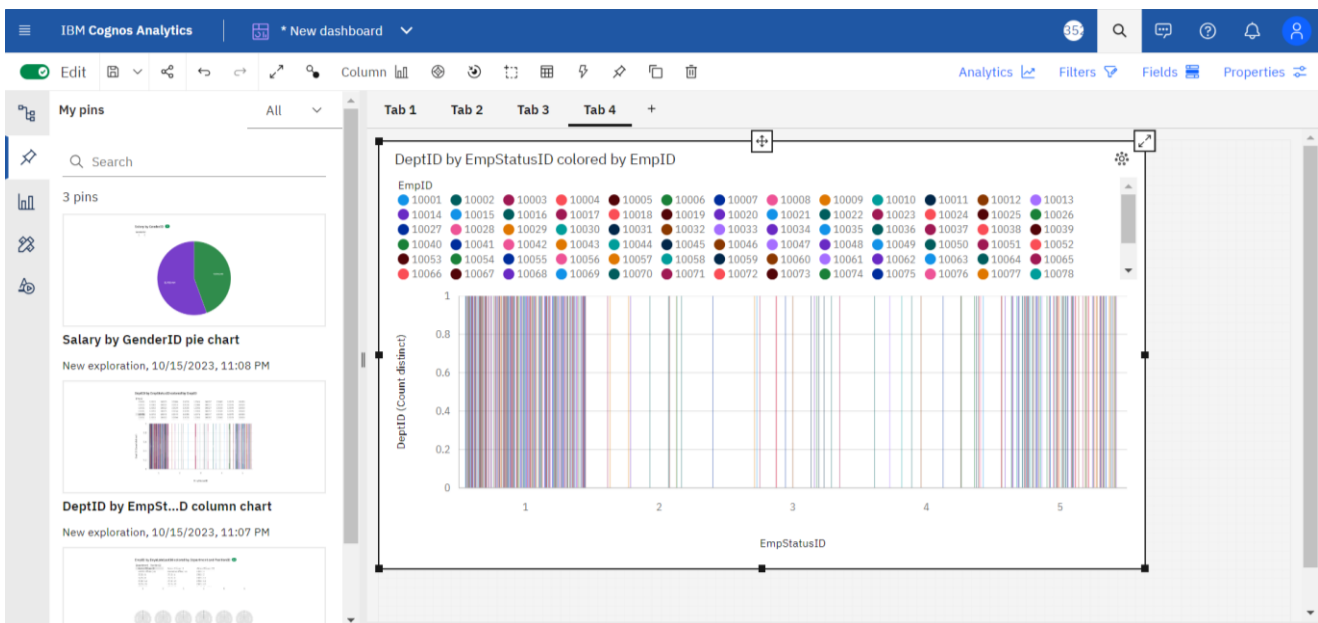 IBM Cognos Analytics
* New dashboard
Edit
Column
Analytics
Filters
Fields
Properties
My pins
All
Search
3 pins
Salary by GenderID pie chart
New exploration, 10/15/2023, 11:08 PM
DeptID by EmpSt...D column chart
New exploration, 10/15/2023, 11:07 PM
Tab 1 Tab 2 Tab 3 Tab 4 +
DeptID by EmpStatusID colored by EmpID
EmpID
10001 10002 10003 10004 10005 10006 10007 10008 10009 10010 10011 10012 10013
10014 10015 10016 10017 10018 10019 10020 10021 10022 10023 10024 10025 10026
10027 10028 10029 10030 10031 10032 10033 10034 10035 10036 10037 10038 10039
10040 10041 10042 10043 10044 10045 10046 10047 10048 10049 10050 10051 10052
10053 10054 10055 10056 10057 10058 10059 10060 10061 10062 10063 10064 10065
10066 10067 10068 10069 10070 10071 10072 10073 10074 10075 10076 10077 10078
DeptID (Count distinct)
1
0.8
0.6
0.4
0.2
0
1 2 3 4 5
EmpStatusID